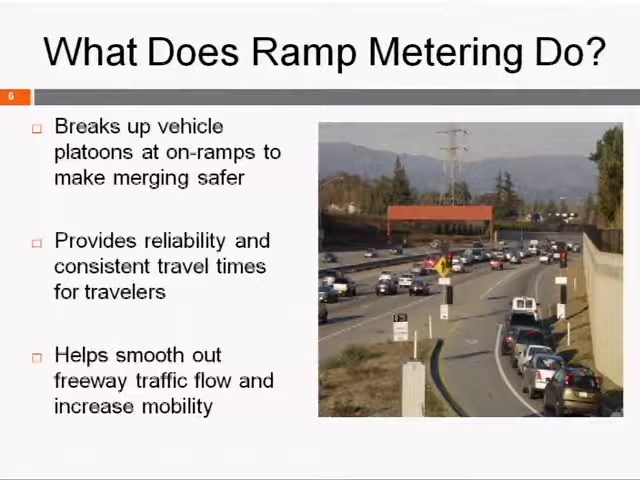 What Does Ramp Metering Do?
6
Breaks up vehicle
platoons at on-ramps to
make merging safer
Provides reliability and
consistent travel times
for travelers
Helps smooth out
freeway traffic flow and
increase mobility